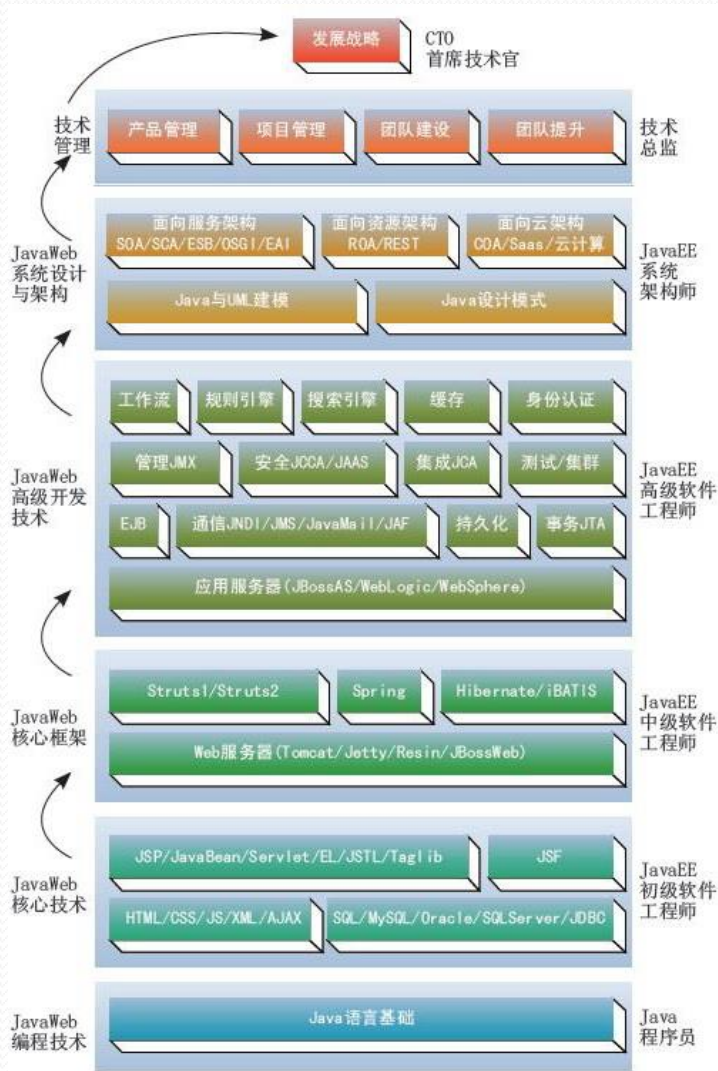 发展战略
CTO
首席技术官
技术
管理
产品管理
项目管理
团队建设
团队提升
技术
总监
JavaWeb
系统设计
与架构
面向服务架构
SOA/SCA/ESB/OSGI/EAI
面向资源架构
ROA/REST
面向云架构
COA/Saas/云计算
Java与UML建模
Java设计模式
JavaEE
系统
架构师
JavaWeb
高级开发
技术
工作流
规则引擎
搜索引擎
缓存
身份认证
管理JMX
安全JCCA/JAAS
集成JCA
测试/集群
EJB
通信JNDI/JMS/JavaMail/JAF
持久化
事务JTA
应用服务器(JBossAS/WebLogic/WebSphere)
JavaEE
高级软件
工程师
JavaWeb
核心框架
Struts1/Struts2
Spring
Hibernate/iBATIS
Web服务器(Tomcat/Jetty/Resin/JBossWeb)
JavaEE
中级软件
工程师
JavaWeb
核心技术
JSP/JavaBean/Servlet/EL/JSTL/Taglib
JSF
HTML/CSS/JS/XML/AJAX
SQL/MySQL/Oracle/SQLServer/JDBC
JavaEE
初级软件
工程师
JavaWeb
编程技术
Java语言基础
Java
程序员